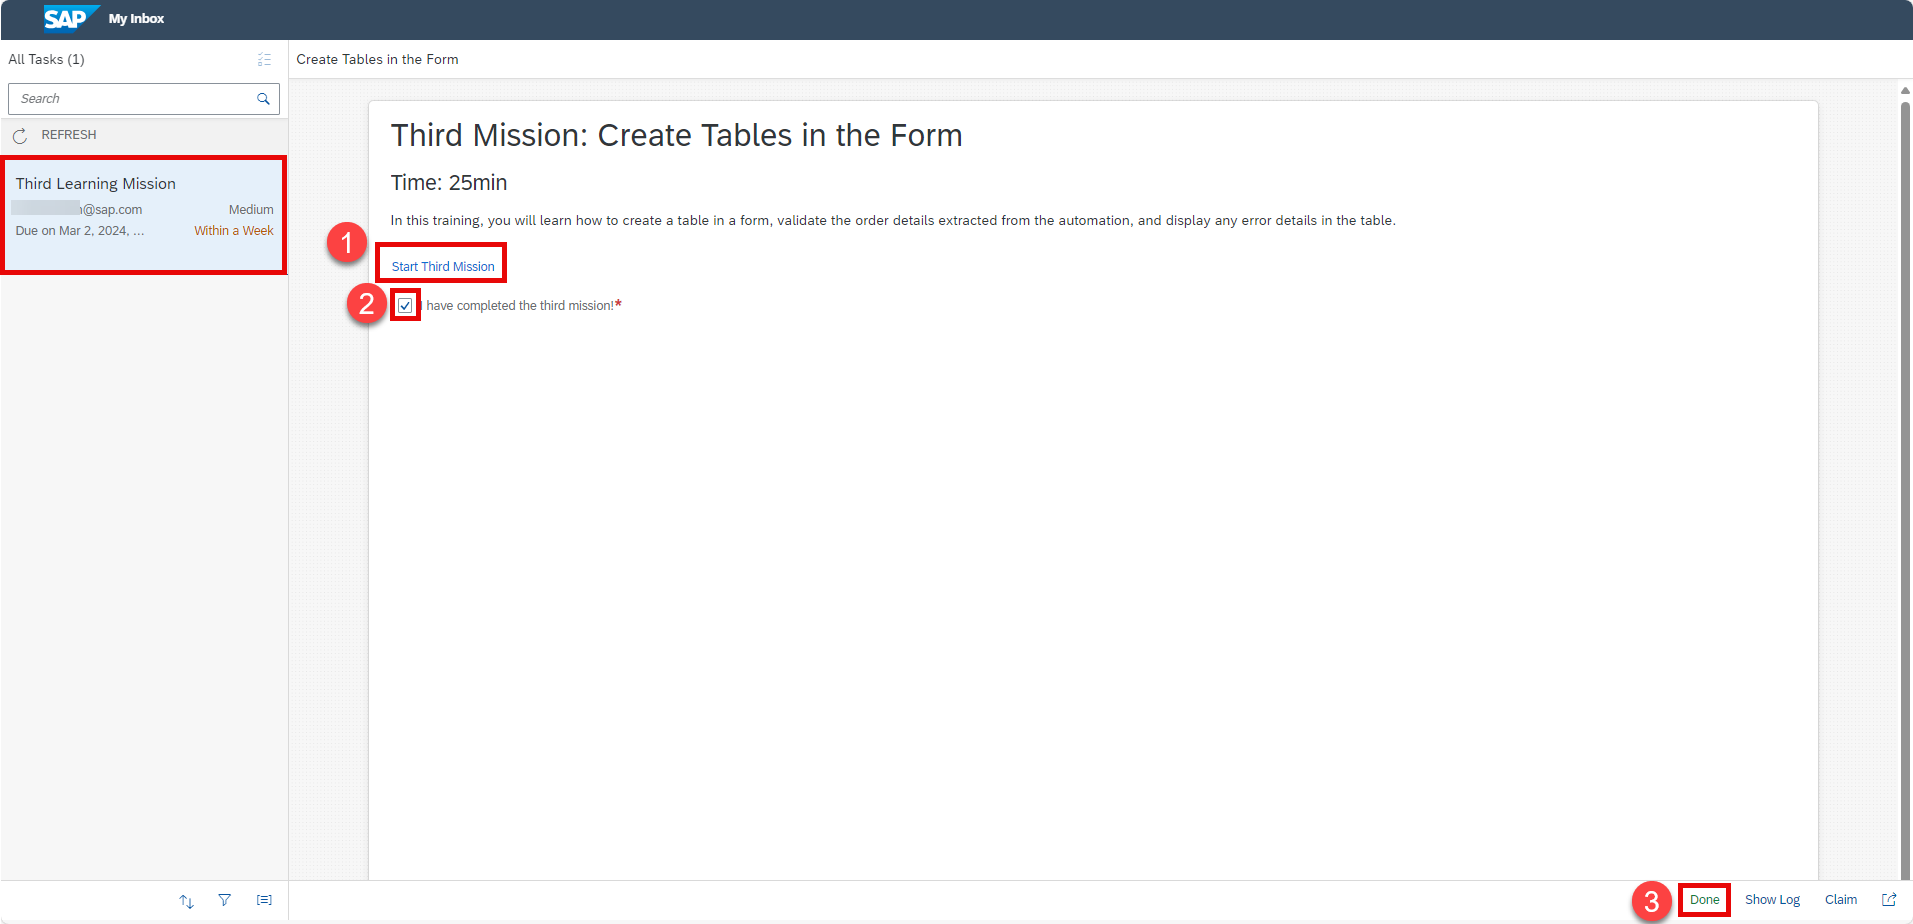 SAP My Inbox
All Tasks (1)
Create Tables in the Form
Search
REFRESH
Third Learning Mission
@sap.com Medium
Due on Mar 2, 2024, ... Within a Week
Third Mission: Create Tables in the Form
Time: 25min
In this training, you will learn how to create a table in a form, validate the order details extracted from the automation, and display any error details in the table.
1
Start Third Mission
2
have completed the third mission!*
3
Done Show Log Claim